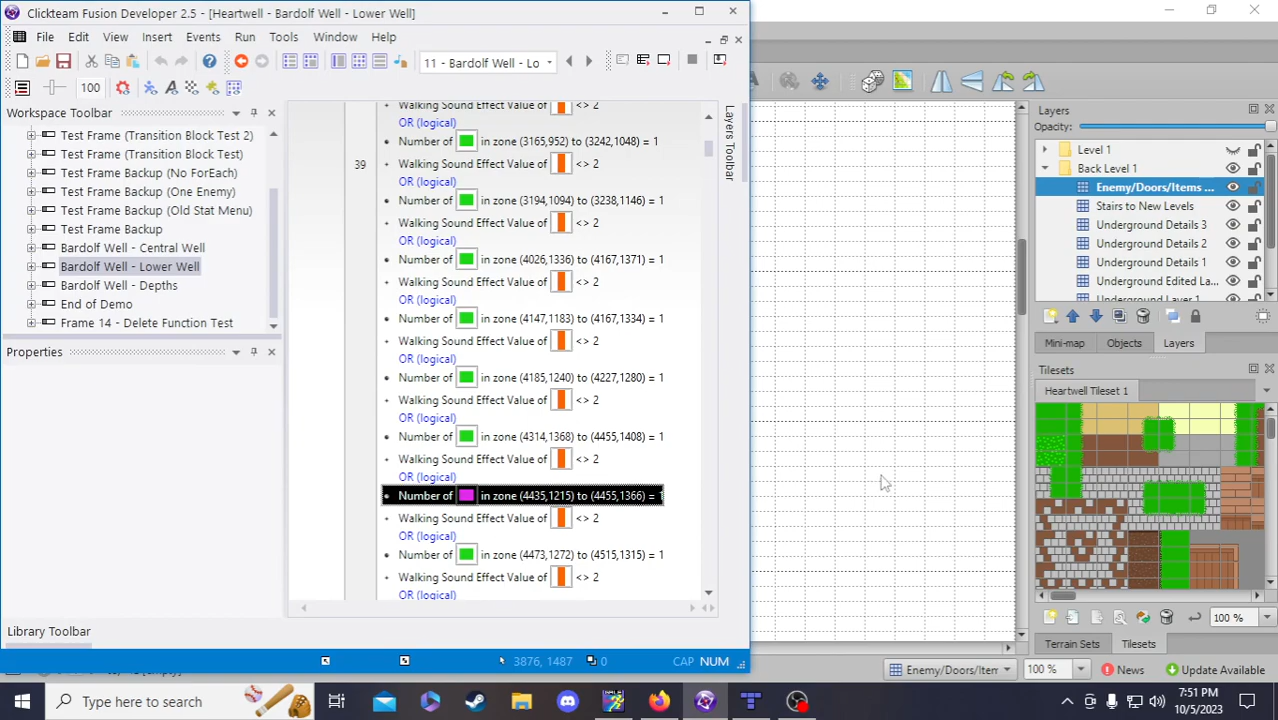 Clickteam Fusion Developer 2.5 - [Heartwell - Bardolf Well - Lower Well]
File Edit View Insert Events Run Tools Window Help
11 - Bardolf Well - Lo
100
Workspace Toolbar
Test Frame (Transition Block Test 2)
Test Frame (Transition Block Test)
Test Frame Backup (No ForEach)
Test Frame Backup (One Enemy)
Test Frame Backup (Old Stat Menu)
Test Frame Backup
Bardolf Well - Central Well
Bardolf Well - Lower Well
Bardolf Well - Depths
End of Demo
Frame 14 - Delete Function Test
Properties
Library Toolbar
39
Walking Sound Effect Value of <> 2
OR (logical)
Number of in zone (3165,952) to (3242,1048) = 1
Walking Sound Effect Value of <> 2
OR (logical)
Number of in zone (3194,1094) to (3238,1146) = 1
Walking Sound Effect Value of <> 2
OR (logical)
Number of in zone (4026,1336) to (4167,1371) = 1
Walking Sound Effect Value of <> 2
OR (logical)
Number of in zone (4147,1183) to (4167,1334) = 1
Walking Sound Effect Value of <> 2
OR (logical)
Number of in zone (4185,1240) to (4227,1280) = 1
Walking Sound Effect Value of <> 2
OR (logical)
Number of in zone (4314,1368) to (4455,1408) = 1
Walking Sound Effect Value of <> 2
OR (logical)
Number of in zone (4435,1215) to (4455,1366) = 1
Walking Sound Effect Value of <> 2
OR (logical)
Number of in zone (4473,1272) to (4515,1315) = 1
Walking Sound Effect Value of <> 2
OR (logical)
Layers Toolbar
3876, 1487 0 CAP NUM
Layers
Opacity:
Level 1
Back Level 1
Enemy/Doors/Items ...
Stairs to New Levels
Underground Details 3
Underground Details 2
Underground Details 1
Underground Edited La...
Underground Layer 1
Mini-map Objects Layers
Tilesets
Heartwell Tileset 1
100 %
Terrain Sets Tilesets
Enemy/Doors/Item 100 % News Update Available
Type here to search
7:51 PM
10/5/2023